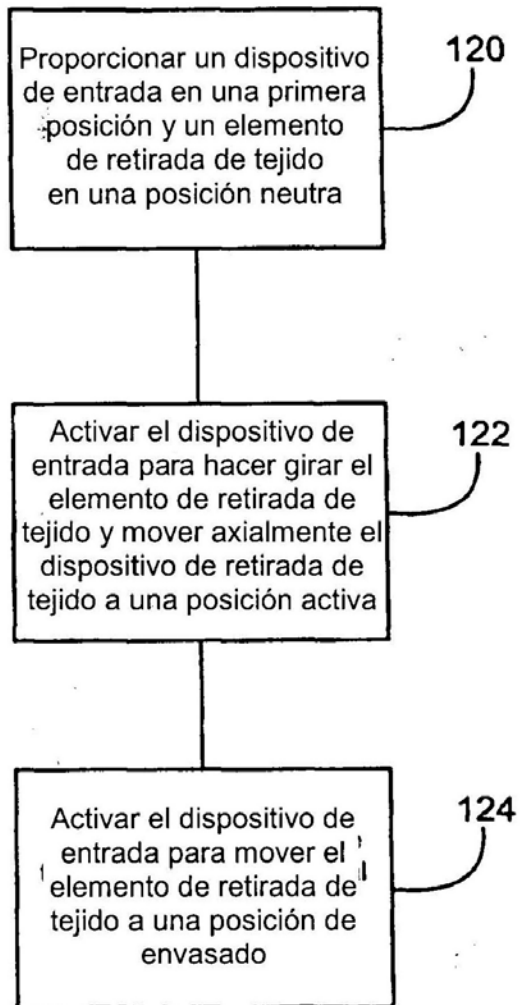 Proporcionar un dispositivo
de entrada en una primera
posición y un elemento
de retirada de tejido
en una posición neutra
120
Activar el dispositivo de
entrada para hacer girar el
elemento de retirada de
tejido y mover axialmente el
dispositivo de retirada de
tejido a una posición activa
122
Activar el dispositivo de
entrada para mover el
elemento de retirada de
tejido a una posición de
envasado
124